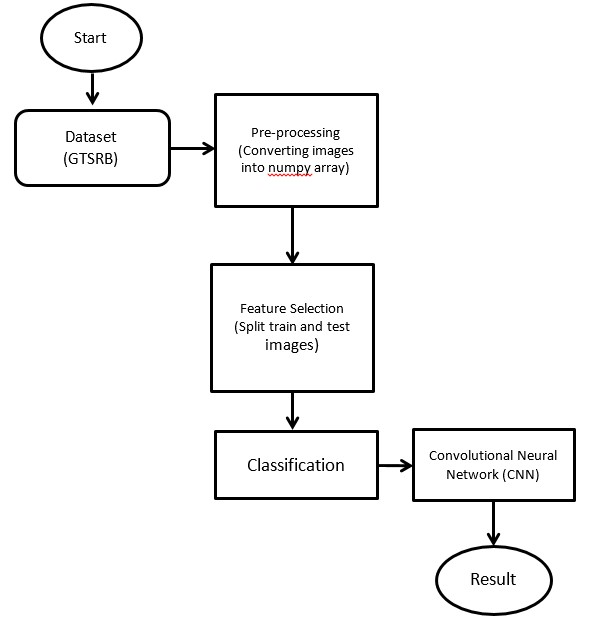 Start
Dataset
(GTSRB)
Pre-processing
(Converting images
into numpy array)
Feature Selection
(Split train and test
images)
Classification
Convolutional Neural
Network (CNN)
Result